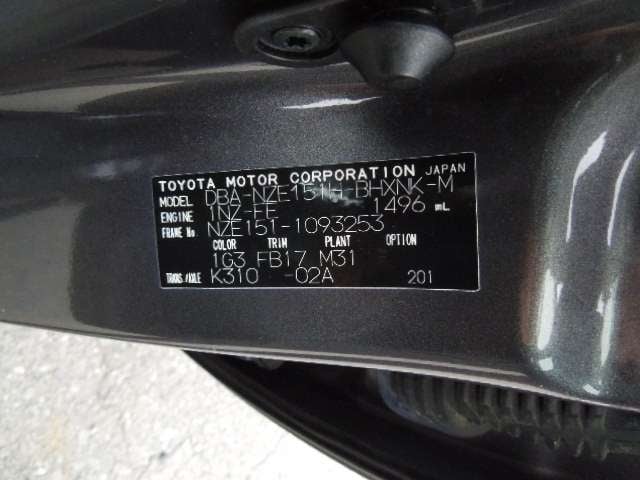 TOYOTA MOTOR CORPORATION JAPAN
MODEL DBA-NZE151H-BHXNK-M
ENGINE 1NZ-FE 1496 mL
FRAME No NZE151-1093253
COLOR TRIM PLANT OPTION
1G3 FB17 M31
TRANS./AXLE K310 -02A 201